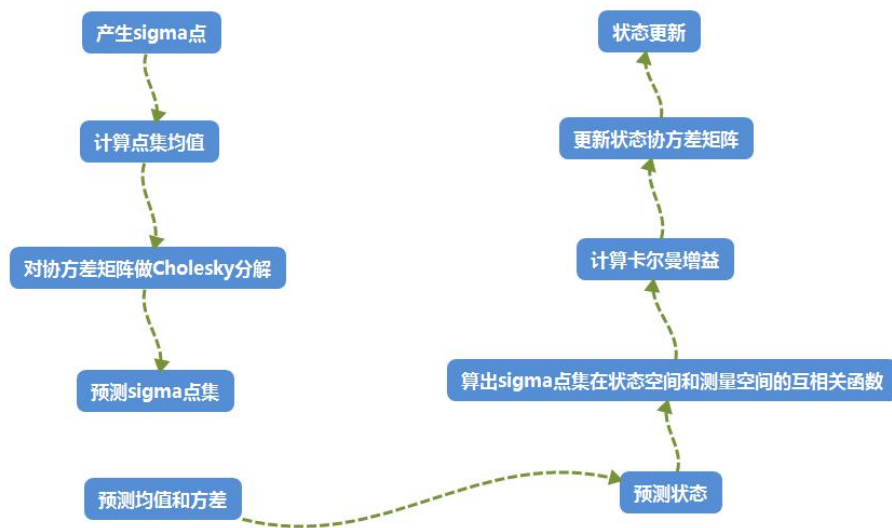 产生sigma点
计算点集均值
对协方差矩阵做Cholesky分解
预测sigma点集
预测均值和方差
预测状态
算出sigma点集在状态空间和测量空间的互相关函数
计算卡尔曼增益
更新状态协方差矩阵
状态更新